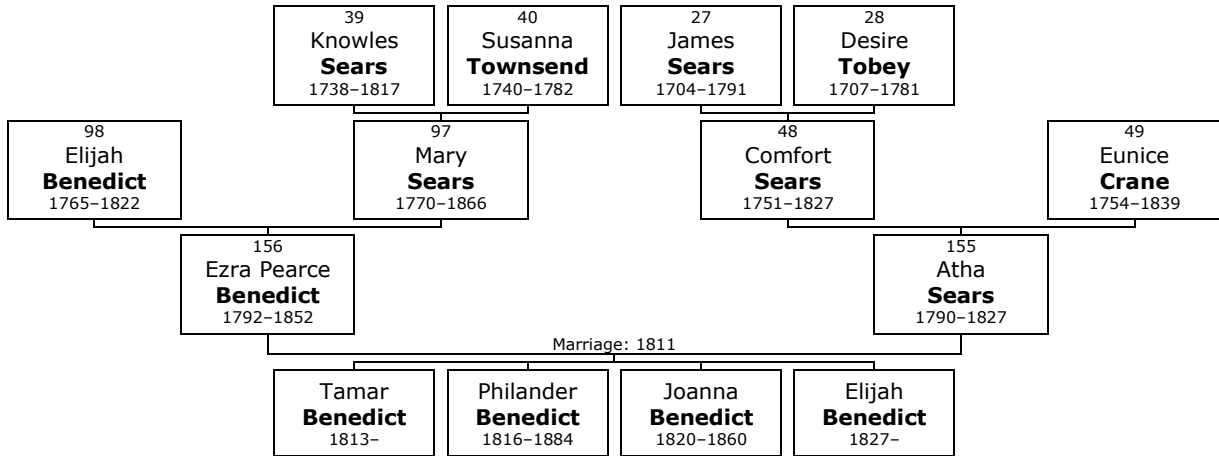 39
Knowles
Sears
1738–1817
40
Susanna
Townsend
1740–1782
27
James
Sears
1704–1791
28
Desire
Tobey
1707–1781
98
Elijah
Benedict
1765–1822
97
Mary
Sears
1770–1866
48
Comfort
Sears
1751–1827
49
Eunice
Crane
1754–1839
156
Ezra Pearce
Benedict
1792–1852
155
Atha
Sears
1790–1827
Marriage: 1811
Tamar
Benedict
1813–
Philander
Benedict
1816–1884
Joanna
Benedict
1820–1860
Elijah
Benedict
1827–